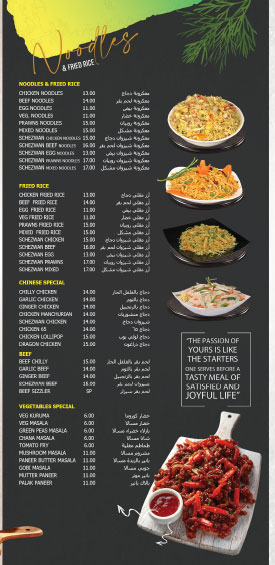 Noodles
& FRIED RICE
NOODLES & FRIED RICE
CHICKEN NOODLES 13.00 معكرونة دجاج
BEEF NOODLES 14.00 معكرونة لحم بقر
EGG NOODLES 11.00 معكرونة بيض
VEG. NOODLES 11.00 معكرونة خضار
PRAWNS NOODLES 15.00 معكرونة روبيان
MIXED NOODLES 15.00 معكرونة مشكل
SCHEZWAN CHICKEN NOODLES 15.00 معكرونة شيزوان دجاج
SCHEZWAN BEEF NOODLES 16.00 معكرونة شيزوان لحم بقر
SCHEZWAN EGG NOODLES 13.00 معكرونة شيزوان بيض
SCHEZWAN PRAWNS NOODLES 17.00 معكرونة شيزوان روبيان
SCHEZWAN MIXED NOODLES 17.00 معكرونة شيزوان مشكل
FRIED RICE
CHICKEN FRIED RICE 13.00 أرز مقلي دجاج
BEEF FRIED RICE 14.00 أرز مقلي لحم بقر
EGG FRIED RICE 11.00 أرز مقلي بيض
VEG FRIED RICE 11.00 أرز مقلي خضار
PRAWNS FRIED RICE 15.00 أرز مقلي روبيان
MIXED FRIED RICE 15.00 أرز مقلي مشكل
SCHEZWAN CHICKEN 15.00 أرز مقلي شيزوان دجاج
SCHEZWAN BEEF 16.00 أرز مقلي شيزوان لحم بقر
SCHEZWAN EGG 13.00 أرز مقلي شيزوان بيض
SCHEZWAN PRAWNS 17.00 أرز مقلي شيزوان روبيان
SCHEZWAN MIXED 17.00 أرز مقلي شيزوان مشكل
CHINESE SPECIAL
CHILLY CHICKEN 14.00 دجاج بالفلفل الحار
GARLIC CHICKEN 14.00 دجاج بالثوم
GINGER CHICKEN 14.00 دجاج بالزنجبيل
CHICKEN MANCHURIAN 14.00 دجاج منشوريان
SCHEZWAN CHICKEN 14.00 شيزوان دجاج
CHICKEN 65 14.00 دجاج ٦٥
CHICKEN LOLLIPOP 15.00 دجاج لولي بوب
DRAGON CHICKEN 15.00 دجاج دراغون
BEEF
BEEF CHILLY 15.00 لحم بقر بالفلفل الحار
GARLIC BEEF 14.00 لحم بقر بالثوم
GINGER BEEF 14.00 لحم بقر بالزنجبيل
SCHEZWAN BEEF 18.00 شيزوان لحم بقر
BEEF SIZZLER SP لحم بقر سيزلر
VEGETABLES SPECIAL
VEG KURUMA 6.00 خضار كوروما
VEG MASALA 6.00 خضار مسالا
GREEN PEAS MASALA 6.00 بازلاء خضراء مسالا
CHANA MASALA 6.00 شانا مسالا
TOMATO FRY 6.00 طماطم مقلية
MUSHROOM MASALA 11.00 مشروم مسالا
PANEER BUTTER MASALA 11.00 بانير بالزبدة مسالا
GOBI MASALA 11.00 جوبي مسالا
MUTTER PANEER 11.00 بانير موتر
PALAK PANEER 11.00 بالاك بانير
"THE PASSION OF
YOURS IS LIKE
THE STARTERS
ONE SERVES BEFORE A
TASTY MEAL OF
SATISFIED AND
JOYFUL LIFE"